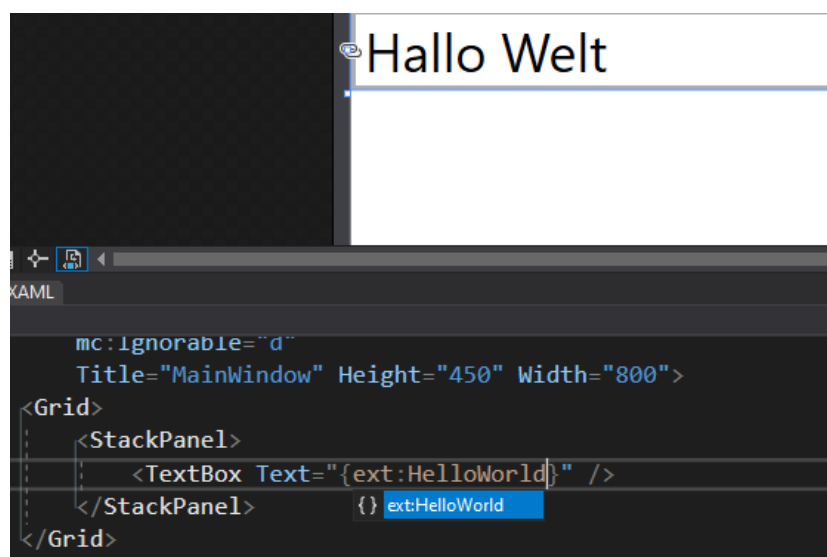 Hallo Welt
XAML
mc:Ignorable="d"
Title="MainWindow" Height="450" Width="800">
<Grid>
<StackPanel>
<TextBox Text="{ext:HelloWorld}" />
</StackPanel>
{} ext:HelloWorld
</Grid>